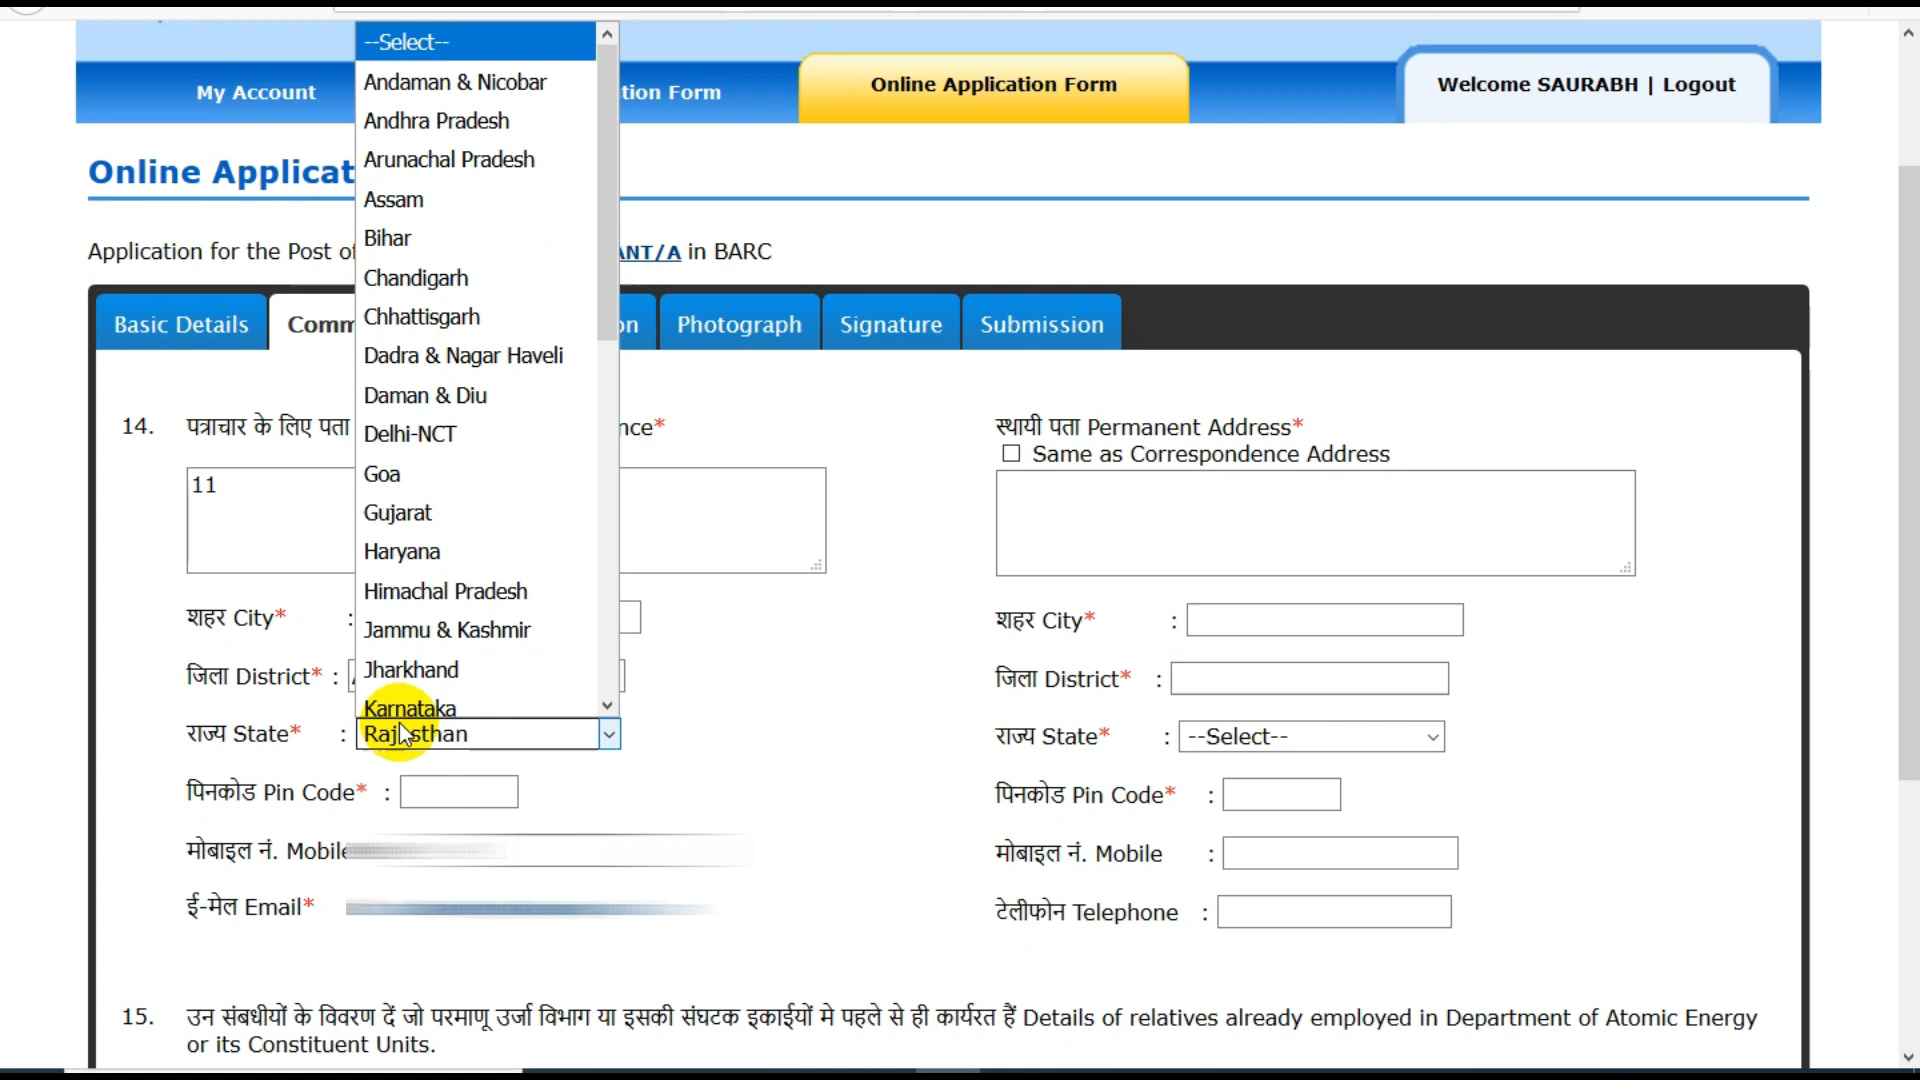 My Account
tion Form
Online Application Form
Welcome SAURABH | Logout
Online Applicat
Application for the Post of
ANT/A in BARC
Basic Details
Comm
on
Photograph
Signature
Submission
--Select--
Andaman & Nicobar
Andhra Pradesh
Arunachal Pradesh
Assam
Bihar
Chandigarh
Chhattisgarh
Dadra & Nagar Haveli
Daman & Diu
Delhi-NCT
Goa
Gujarat
Haryana
Himachal Pradesh
Jammu & Kashmir
Jharkhand
Karnataka
Rajasthan
14. पत्राचार के लिए पता
nce*
11
शहर City* :
जिला District* :
राज्य State* :
पिनकोड Pin Code* :
मोबाइल नं. Mobile
ई-मेल Email*
स्थायी पता Permanent Address*
Same as Correspondence Address
शहर City* :
जिला District* :
राज्य State* : --Select--
पिनकोड Pin Code* :
मोबाइल नं. Mobile :
टेलीफोन Telephone :
15. उन संबधीयों के विवरण दें जो परमाणू उर्जा विभाग या इसकी संघटक इकाईयों मे पहले से ही कार्यरत हैं Details of relatives already employed in Department of Atomic Energy
or its Constituent Units.